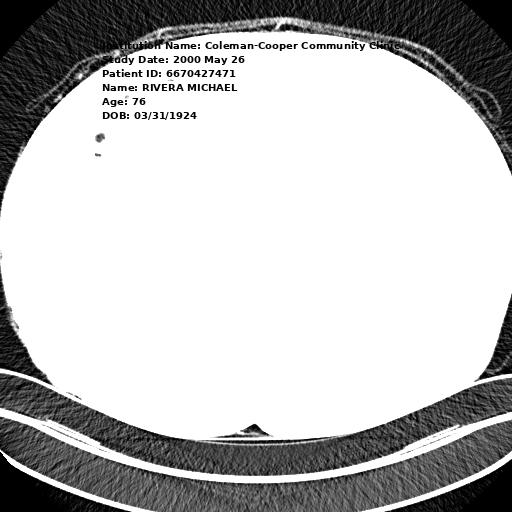 Institution Name: Coleman-Cooper Community Clinic
Study Date: 2000 May 26
Patient ID: 6670427471
Name: RIVERA MICHAEL
Age: 76
DOB: 03/31/1924